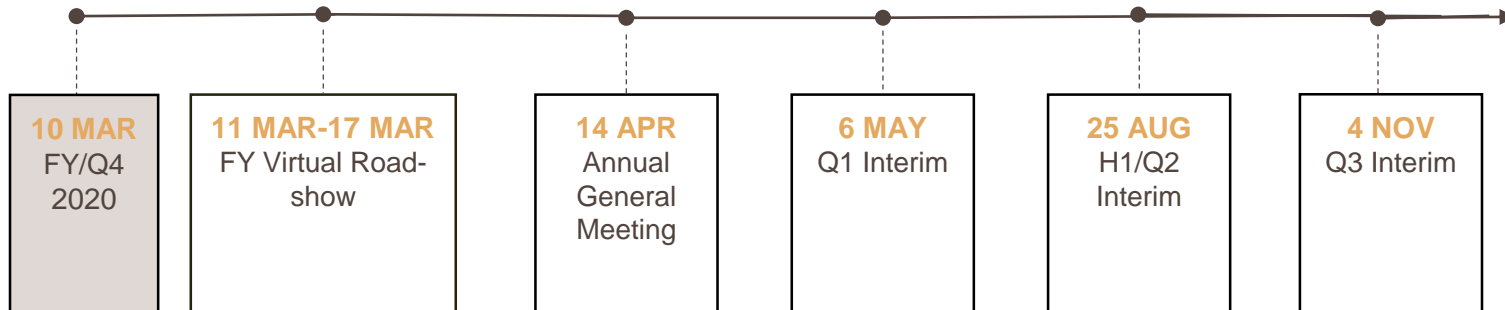 10 MAR
FY/Q4
2020
11 MAR-17 MAR
FY Virtual Road-
show
14 APR
Annual
General
Meeting
6 MAY
Q1 Interim
25 AUG
H1/Q2
Interim
4 NOV
Q3 Interim